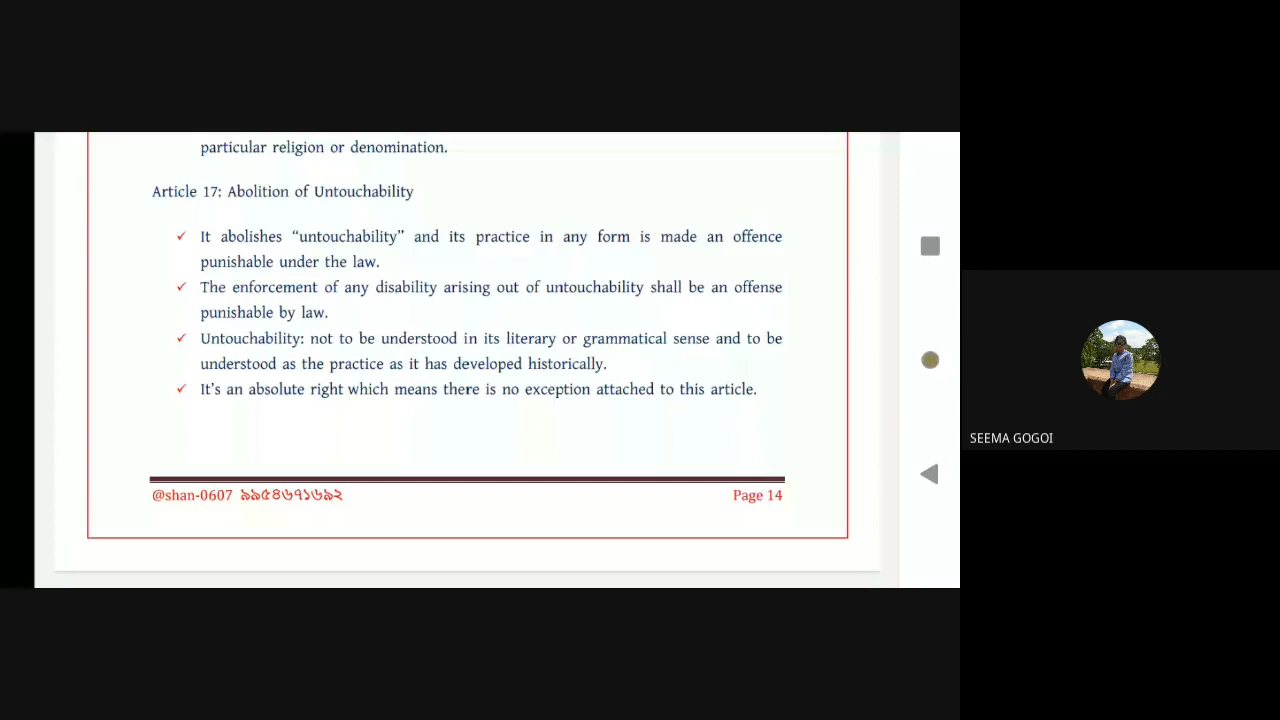 particular religion or denomination.
Article 17: Abolition of Untouchability
✓ It abolishes “untouchability” and its practice in any form is made an offence
punishable under the law.
✓ The enforcement of any disability arising out of untouchability shall be an offense
punishable by law.
✓ Untouchability: not to be understood in its literary or grammatical sense and to be
understood as the practice as it has developed historically.
✓ It’s an absolute right which means there is no exception attached to this article.
@shan-0607 ৯৯৫৪৬৭১৬৯২ Page 14
SEEMA GOGOI